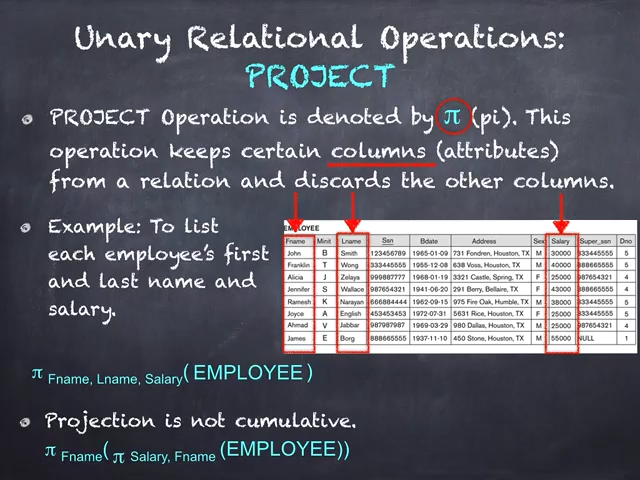 Unary Relational Operations:
PROJECT
PROJECT Operation is denoted by π (pi). This
operation keeps certain columns (attributes)
from a relation and discards the other columns.
Example: To list
each employee's first
and last name and
salary.
EMPLOYEE
Fname Minit Lname Ssn Bdate Address Sex Salary Super_ssn Dno
John B Smith 123456789 1965-01-09 731 Fondren, Houston, TX M 30000 333445555 5
Franklin T Wong 333445555 1955-12-08 638 Voss, Houston, TX M 40000 888665555 5
Alicia J Zelaya 999887777 1968-01-19 3321 Castle, Spring, TX F 25000 987654321 4
Jennifer S Wallace 987654321 1941-06-20 291 Berry, Bellaire, TX F 43000 888665555 4
Ramesh K Narayan 666884444 1962-09-15 975 Fire Oak, Humble, TX M 38000 333445555 5
Joyce A English 453453453 1972-07-31 5631 Rice, Houston, TX F 25000 333445555 5
Ahmad V Jabbar 987987987 1969-03-29 980 Dallas, Houston, TX M 25000 987654321 4
James E Borg 888665555 1937-11-10 450 Stone, Houston, TX M 55000 NULL 1
π Fname, Lname, Salary( EMPLOYEE )
Projection is not cumulative.
π Fname( π Salary, Fname (EMPLOYEE))